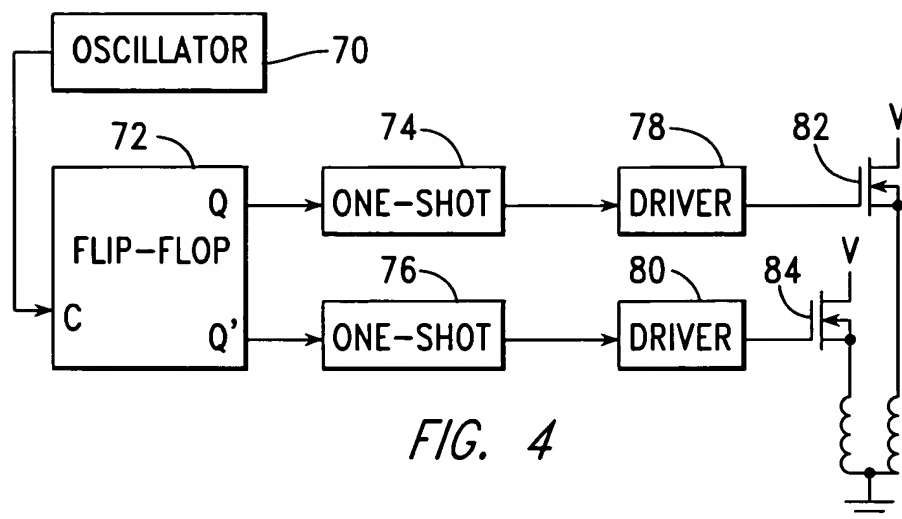 OSCILLATOR
70
72
74
78
82
V
Q
ONE-SHOT
DRIVER
FLIP-FLOP
76
80
84
V
C
Q'
ONE-SHOT
DRIVER
FIG. 4